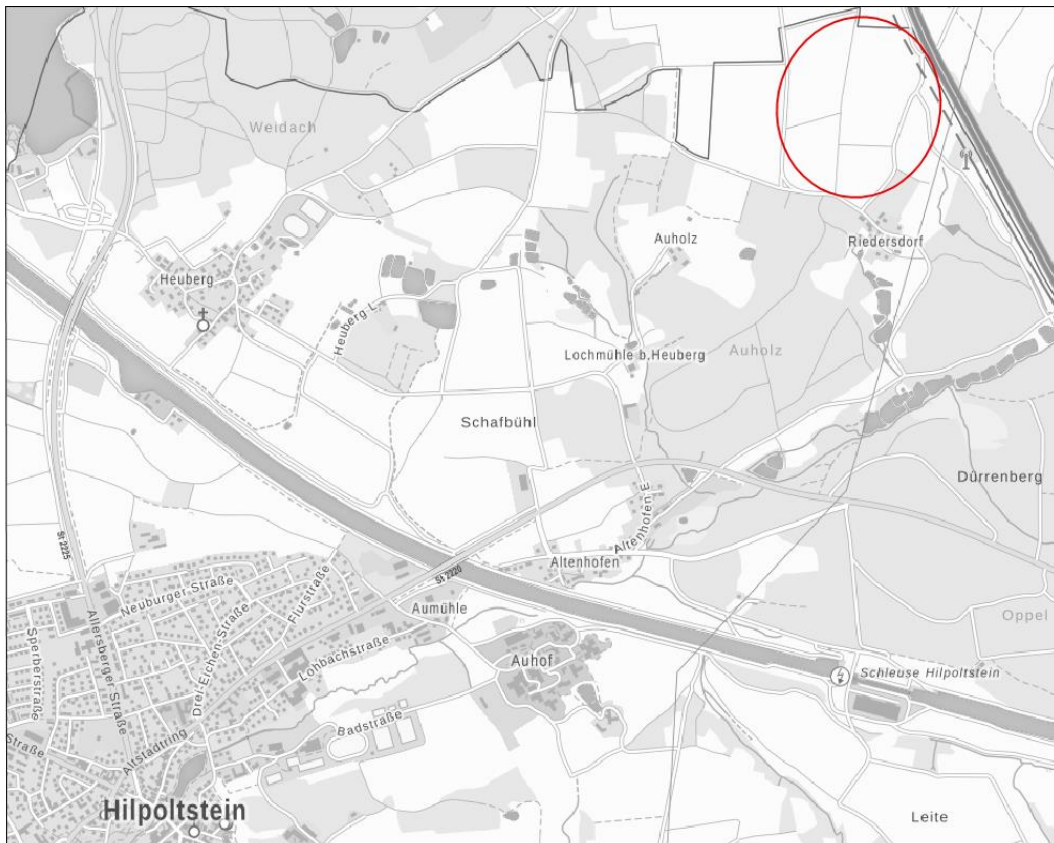 Weidach
Auholz
Riedersdorf
Heuberg
Heuberg L.
Lochmühle b.Heuberg
Auholz
Schafbühl
Dürrenberg
St 2225
Altenhofen E
Altenhofen
St 2220
Neuburger Straße
Flurstraße
Aumühle
Oppel
Sperberstraße
Allersberger-Straße
Drei-Eichen-Straße
Lohbachstraße
Auhof
Schleuse Hilpoltstein
Badstraße
Straße
Altstadtring
Hilpoltstein
Leite